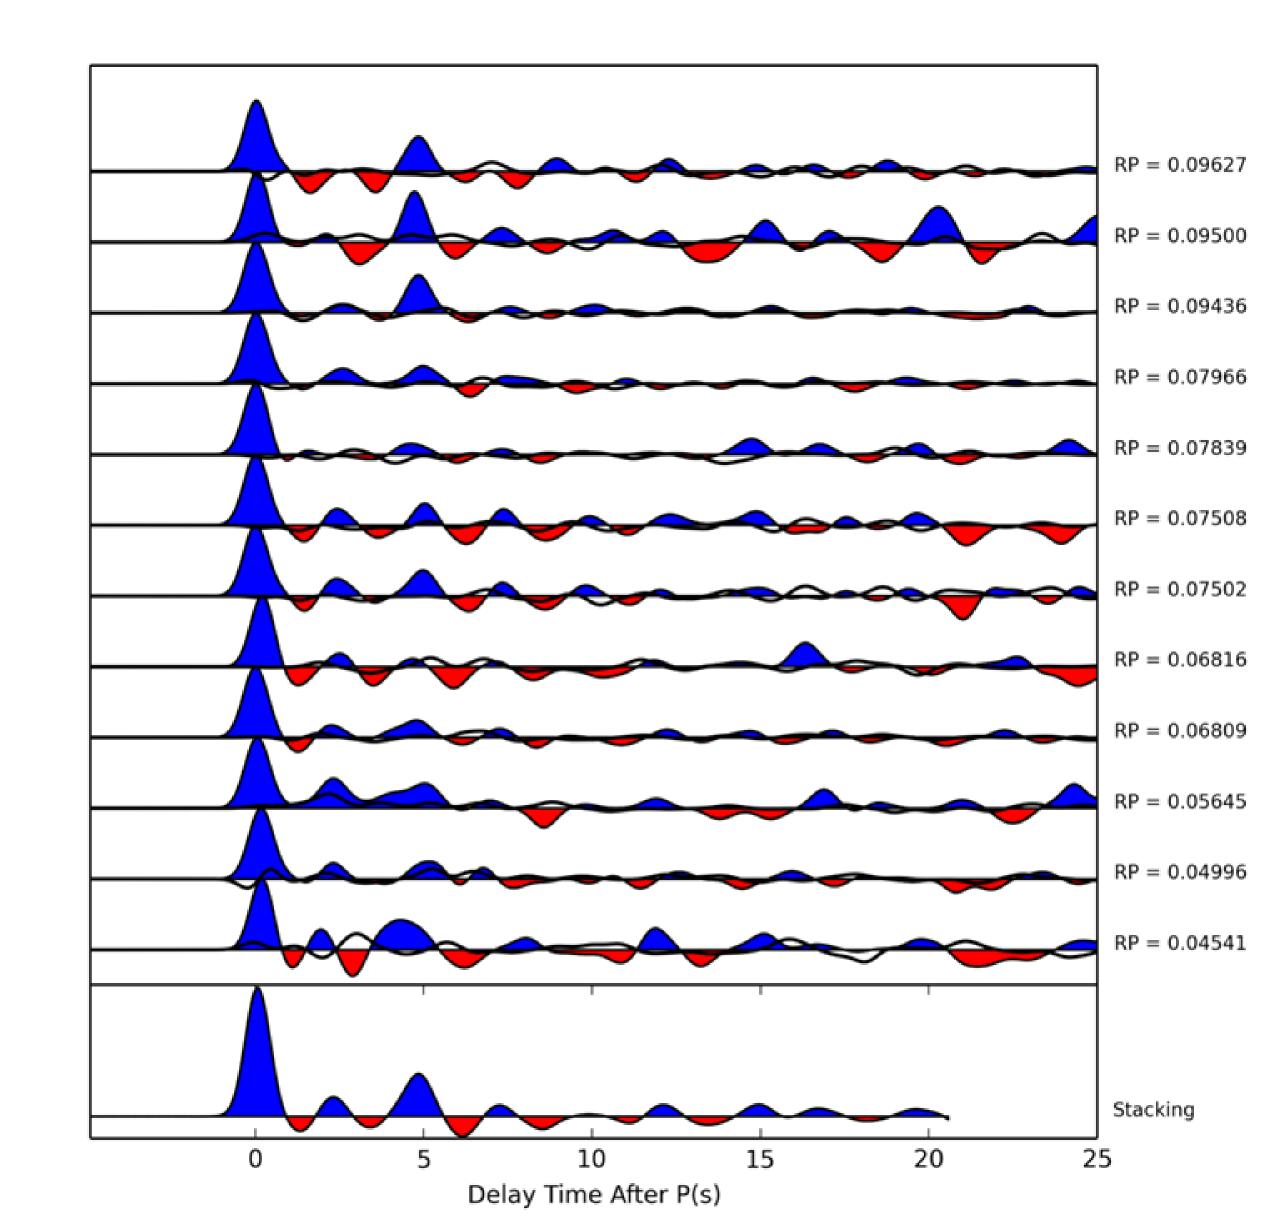 RP = 0.09627
RP = 0.09500
RP = 0.09436
RP = 0.07966
RP = 0.07839
RP = 0.07508
RP = 0.07502
RP = 0.06816
RP = 0.06809
RP = 0.05645
RP = 0.04996
RP = 0.04541
Stacking
0 5 10 15 20 25
Delay Time After P(s)